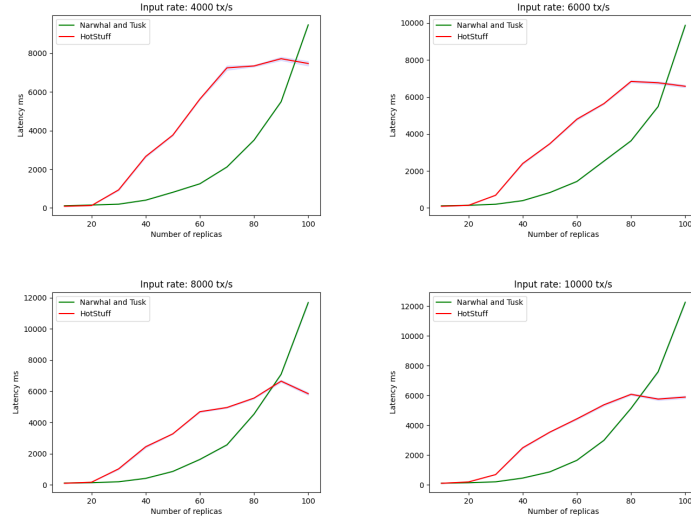 Input rate: 4000 tx/s
Narwhal and Tusk
HotStuff
Latency ms
8000
6000
4000
2000
0
20
40
60
80
100
Number of replicas
Input rate: 6000 tx/s
Narwhal and Tusk
HotStuff
Latency ms
10000
8000
6000
4000
2000
0
20
40
60
80
100
Number of replicas
Input rate: 8000 tx/s
Narwhal and Tusk
HotStuff
Latency ms
12000
10000
8000
6000
4000
2000
0
20
40
60
80
100
Number of replicas
Input rate: 10000 tx/s
Narwhal and Tusk
HotStuff
Latency ms
12000
10000
8000
6000
4000
2000
0
20
40
60
80
100
Number of replicas